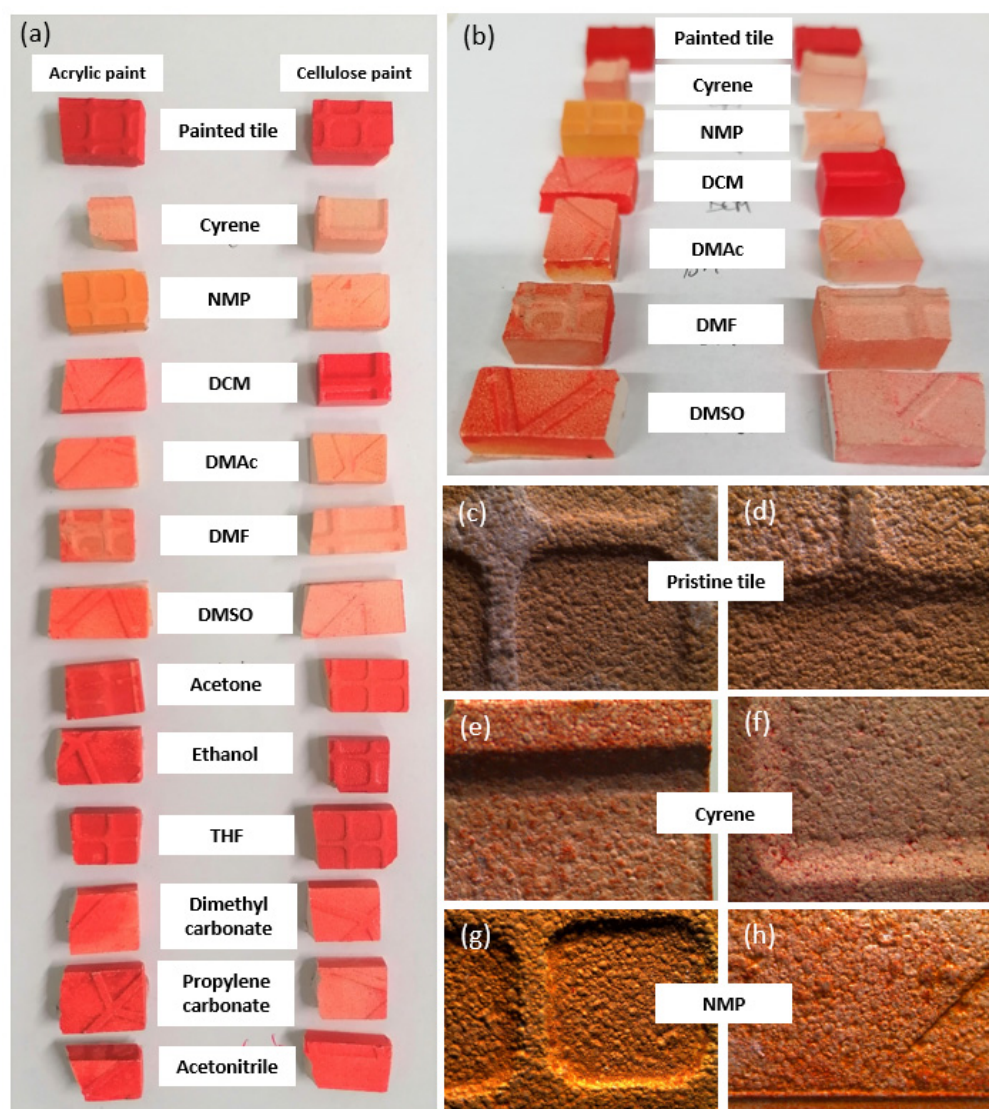 (a)
Acrylic paint
Cellulose paint
Painted tile
Cyrene
NMP
DCM
DMAc
DMF
DMSO
Acetone
Ethanol
THF
Dimethyl
carbonate
Propylene
carbonate
Acetonitrile
(b)
Painted tile
Cyrene
NMP
DCM
DCM
DMAc
DMF
DMSO
(c)
(d)
Pristine tile
(e)
(f)
Cyrene
(g)
(h)
NMP